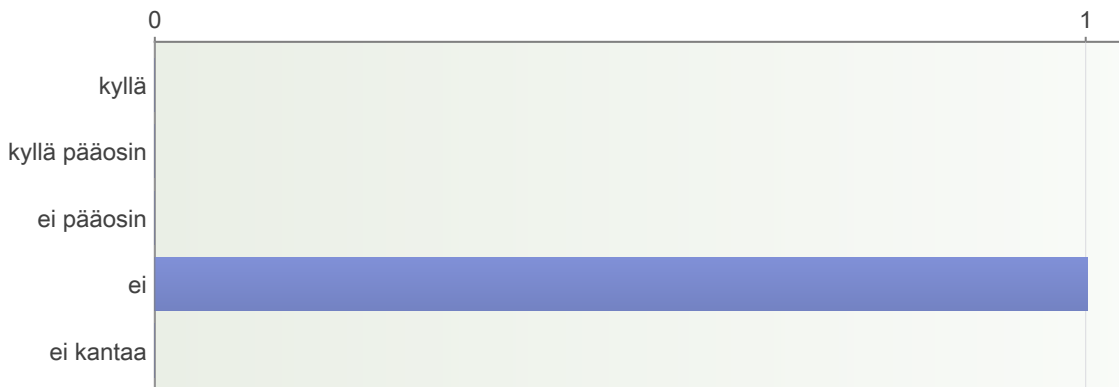 0 1
kyllä
kyllä pääosin
ei pääosin
ei
ei kantaa